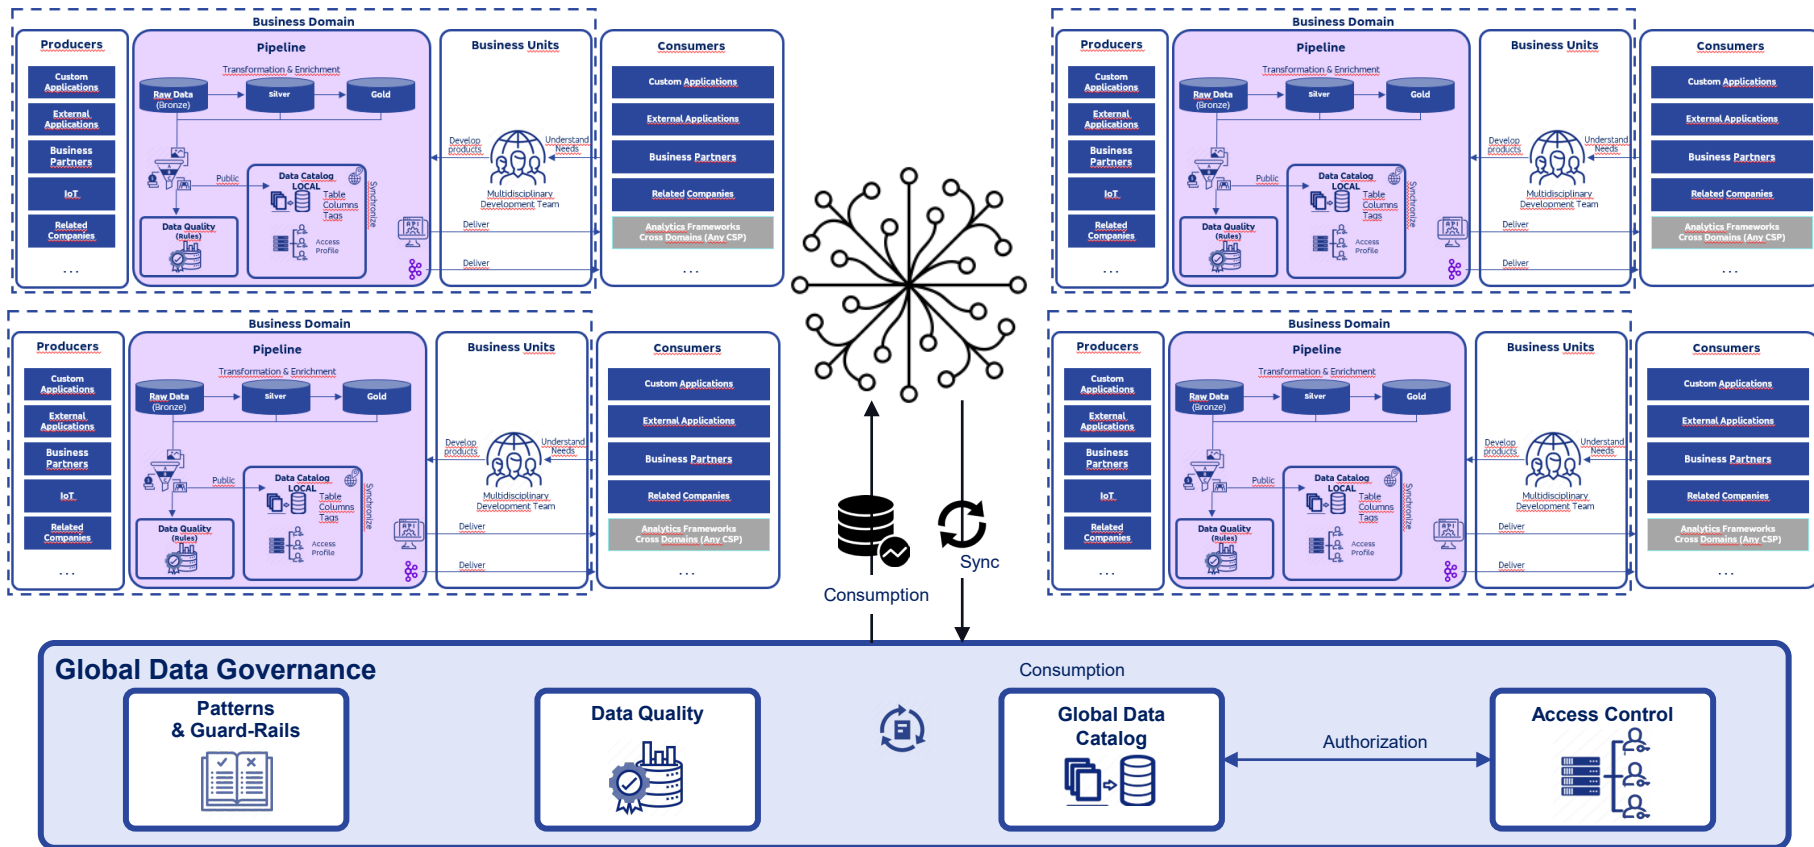 Business Domain
Producers
Custom
Applications
External
Applications
Business
Partners
IoT
Related
Companies
...
Pipeline
Transformation & Enrichment
Raw Data
(Bronze)
Silver
Gold
Public
Data Catalog
LOCAL
Table
Columns
Tags
Access
Profile
Synchronize
Data Quality
(Rules)
API
Business Units
Develop
products
Understand
Needs
Multidisciplinary
Development Team
Deliver
Deliver
Consumers
Custom Applications
External Applications
Business Partners
Related Companies
Analytics Frameworks
Cross Domains (Any CSP)
...
Business Domain
Producers
Custom
Applications
External
Applications
Business
Partners
IoT
Related
Companies
...
Pipeline
Transformation & Enrichment
Raw Data
(Bronze)
Silver
Gold
Public
Data Catalog
LOCAL
Table
Columns
Tags
Access
Profile
Synchronize
Data Quality
(Rules)
API
Business Units
Develop
products
Understand
Needs
Multidisciplinary
Development Team
Deliver
Deliver
Consumers
Custom Applications
External Applications
Business Partners
Related Companies
Analytics Frameworks
Cross Domains (Any CSP)
...
Business Domain
Producers
Custom
Applications
External
Applications
Business
Partners
IoT
Related
Companies
...
Pipeline
Transformation & Enrichment
Raw Data
(Bronze)
Silver
Gold
Public
Data Catalog
LOCAL
Table
Columns
Tags
Access
Profile
Synchronize
Data Quality
(Rules)
API
Business Units
Develop
products
Understand
Needs
Multidisciplinary
Development Team
Deliver
Deliver
Consumers
Custom Applications
External Applications
Business Partners
Related Companies
Analytics Frameworks
Cross Domains (Any CSP)
...
Business Domain
Producers
Custom
Applications
External
Applications
Business
Partners
IoT
Related
Companies
...
Pipeline
Transformation & Enrichment
Raw Data
(Bronze)
Silver
Gold
Public
Data Catalog
LOCAL
Table
Columns
Tags
Access
Profile
Synchronize
Data Quality
(Rules)
API
Business Units
Develop
products
Understand
Needs
Multidisciplinary
Development Team
Deliver
Deliver
Consumers
Custom Applications
External Applications
Business Partners
Related Companies
Analytics Frameworks
Cross Domains (Any CSP)
...
Consumption
Sync
Global Data Governance
Consumption
Patterns
& Guard-Rails
Data Quality
Global Data
Catalog
Authorization
Access Control